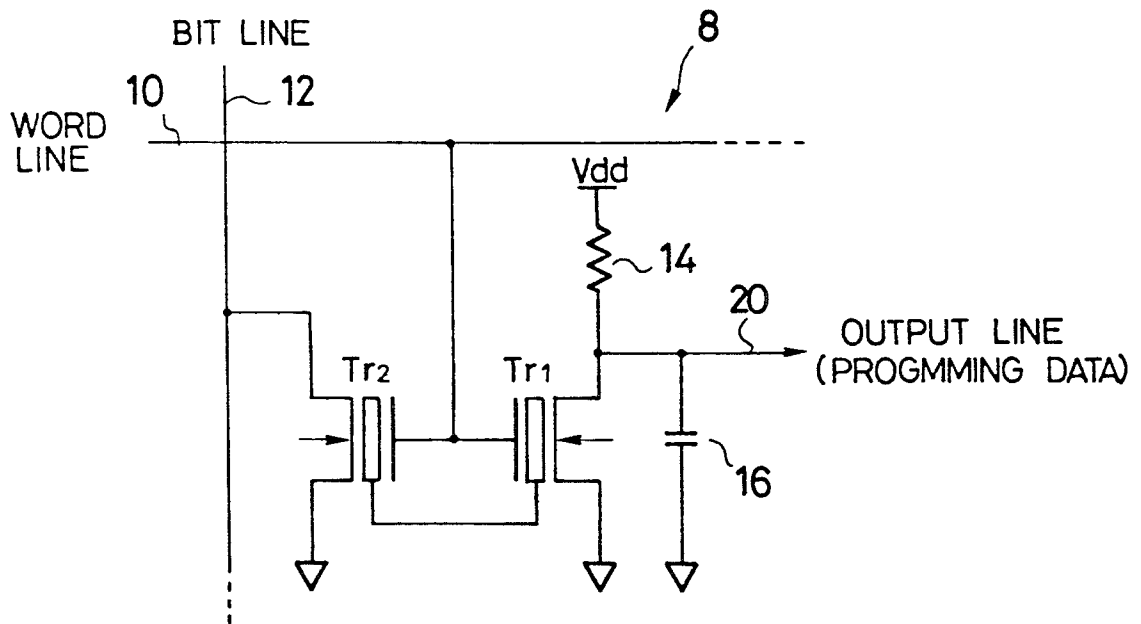 BIT LINE
8
12
10
WORD
LINE
Vdd
14
20
OUTPUT LINE
(PROGMMING DATA)
Tr2
Tr1
16